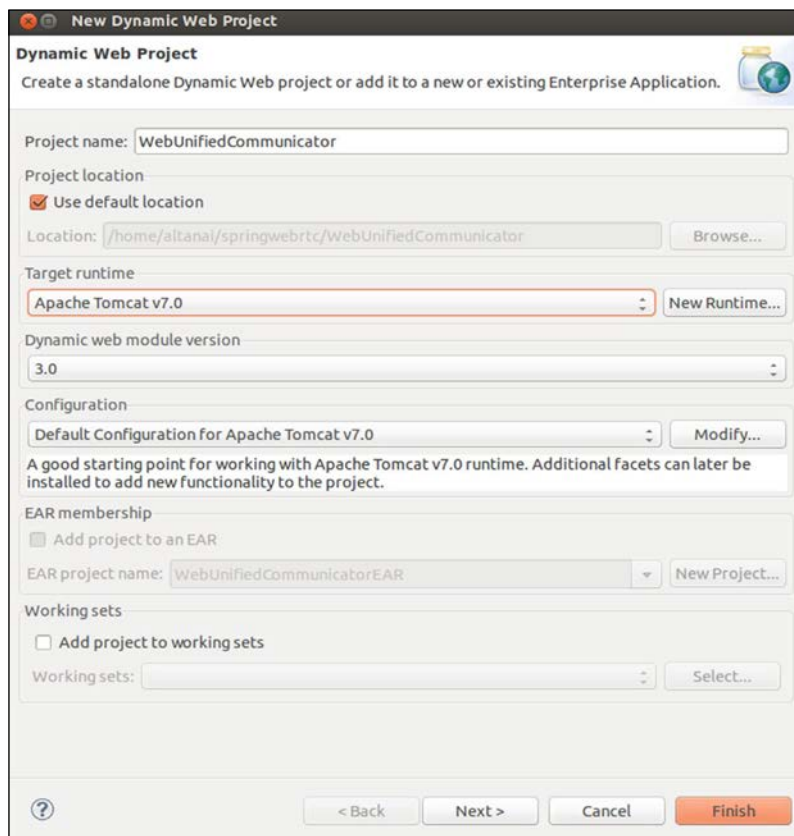 New Dynamic Web Project
Dynamic Web Project
Create a standalone Dynamic Web project or add it to a new or existing Enterprise Application.
Project name: WebUnifiedCommunicator
Project location
Use default location
Location: /home/altanai/springwebrtc/WebUnifiedCommunicator Browse...
Target runtime
Apache Tomcat v7.0 New Runtime...
Dynamic web module version
3.0
Configuration
Default Configuration for Apache Tomcat v7.0 Modify...
A good starting point for working with Apache Tomcat v7.0 runtime. Additional facets can later be
installed to add new functionality to the project.
EAR membership
Add project to an EAR
EAR project name: WebUnifiedCommunicatorEAR New Project...
Working sets
Add project to working sets
Working sets: Select...
? < Back Next > Cancel Finish